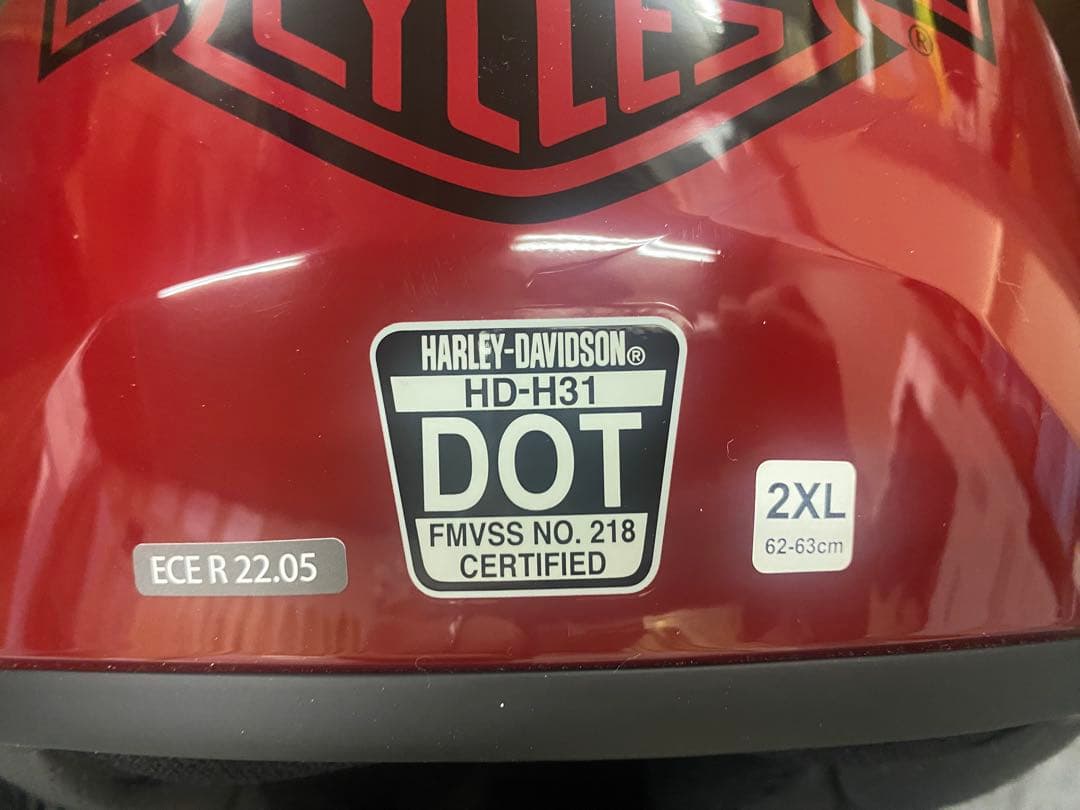 CYCLES
®
HARLEY-DAVIDSON®
HD-H31
DOT
FMVSS NO. 218
CERTIFIED
ECE R 22.05
2XL
62-63cm